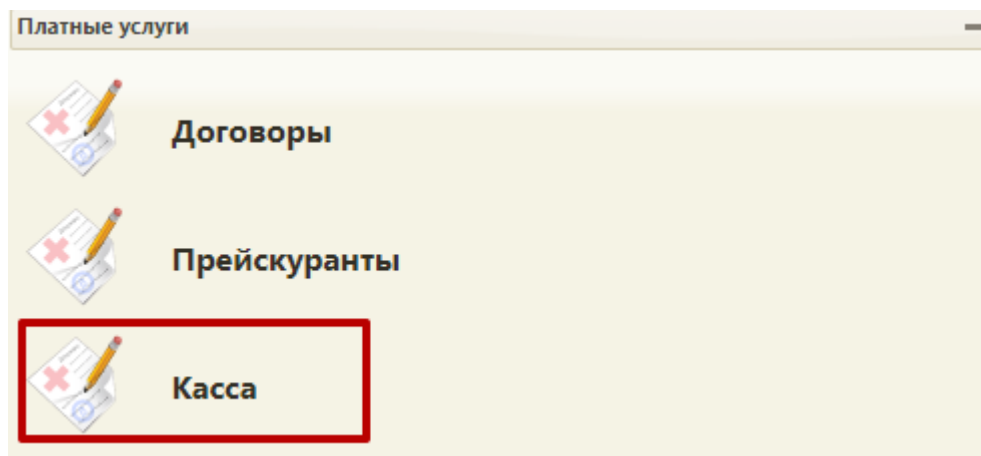 Платные услуги
Договоры
Прейскуранты
Касса